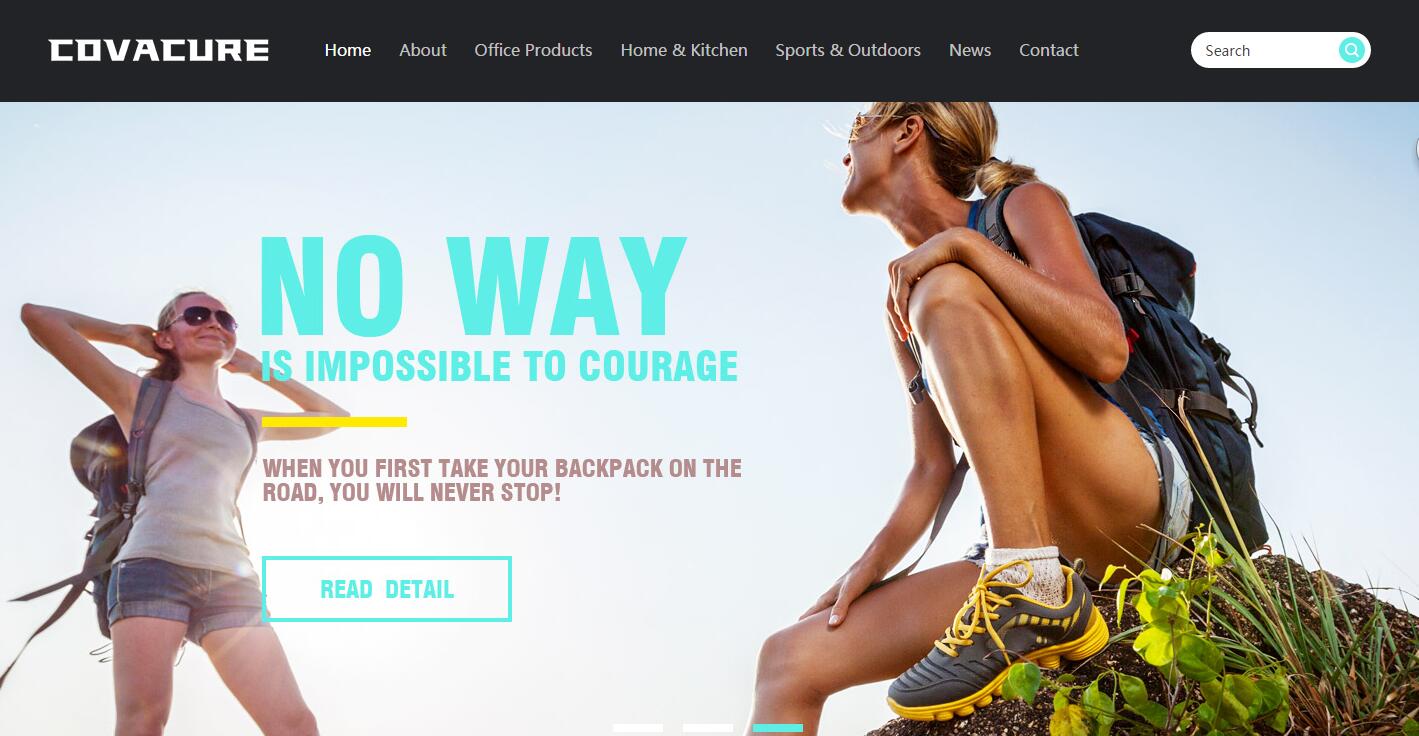 COVACURE
Home About Office Products Home & Kitchen Sports & Outdoors News Contact
Search
NO WAY
IS IMPOSSIBLE TO COURAGE
WHEN YOU FIRST TAKE YOUR BACKPACK ON THE
ROAD, YOU WILL NEVER STOP!
READ DETAIL